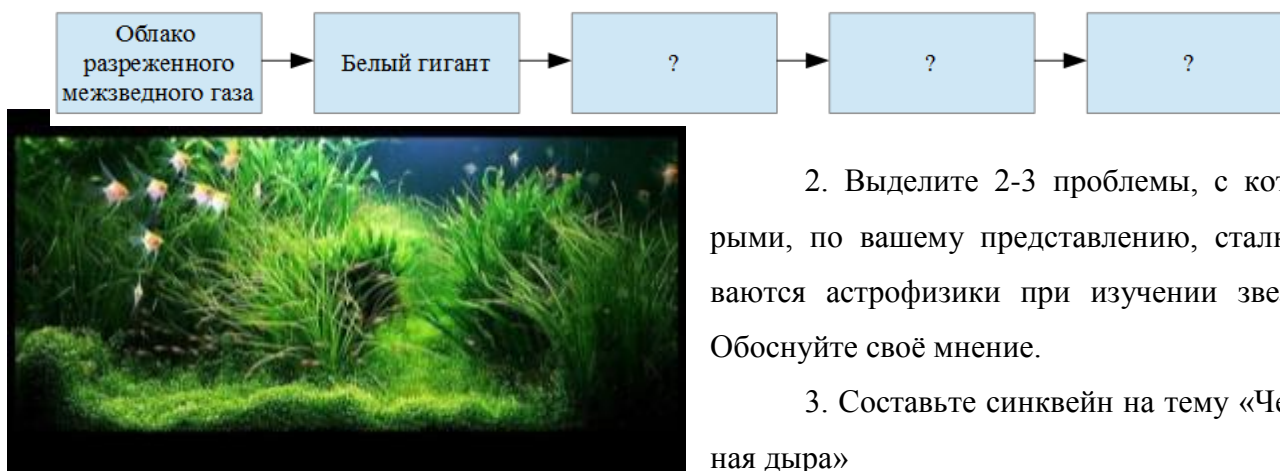 Облако
разреженного
межзведного газа
Белый гигант
?
?
?
2. Выделите 2-3 проблемы, с кот
рыми, по вашему представлению, сталь
ваются астрофизики при изучении зве
Обоснуйте своё мнение.
3. Составьте синквейн на тему «Че
ная дыра»